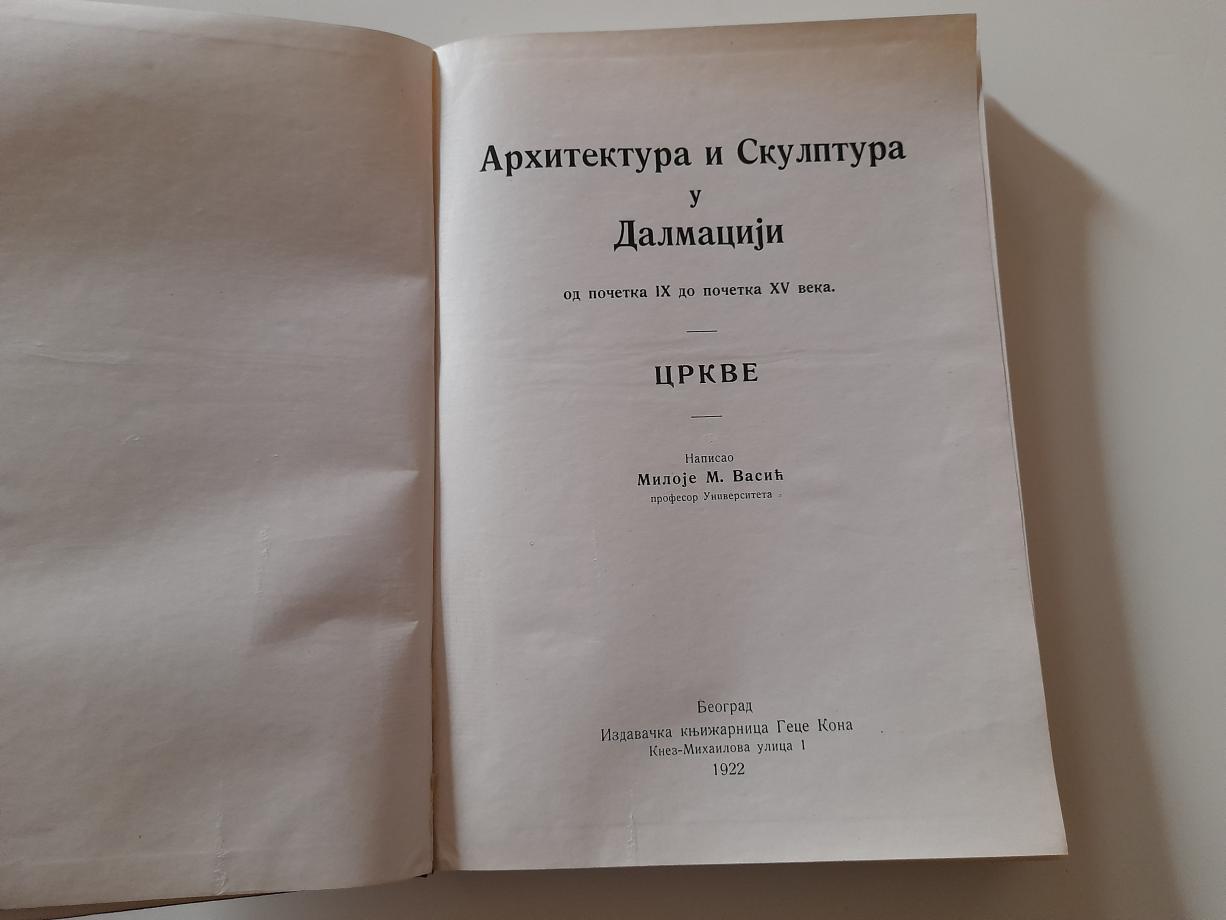 Архитектура и Скулптура
у
Далмацији
од почетка IX до почетка XV века.
ЦРКВЕ
Написао
Милоје М. Васић
професор Универзитета
Београд
Издавачка књижарница Геце Кона
Кнез-Михаилова улица 1
1922